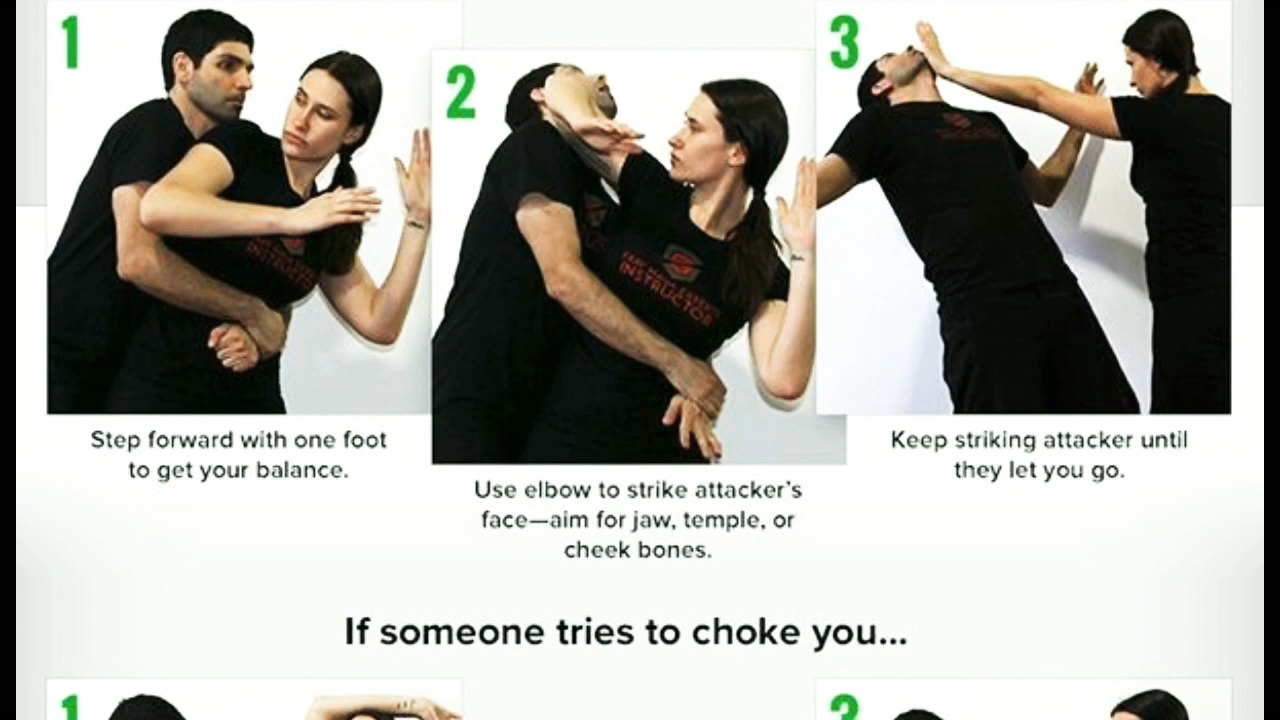 1
Step forward with one foot
to get your balance.
2
INSTRUCTOR
Use elbow to strike attacker's
face—aim for jaw, temple, or
cheek bones.
3
Keep striking attacker until
they let you go.
If someone tries to choke you...
1
3